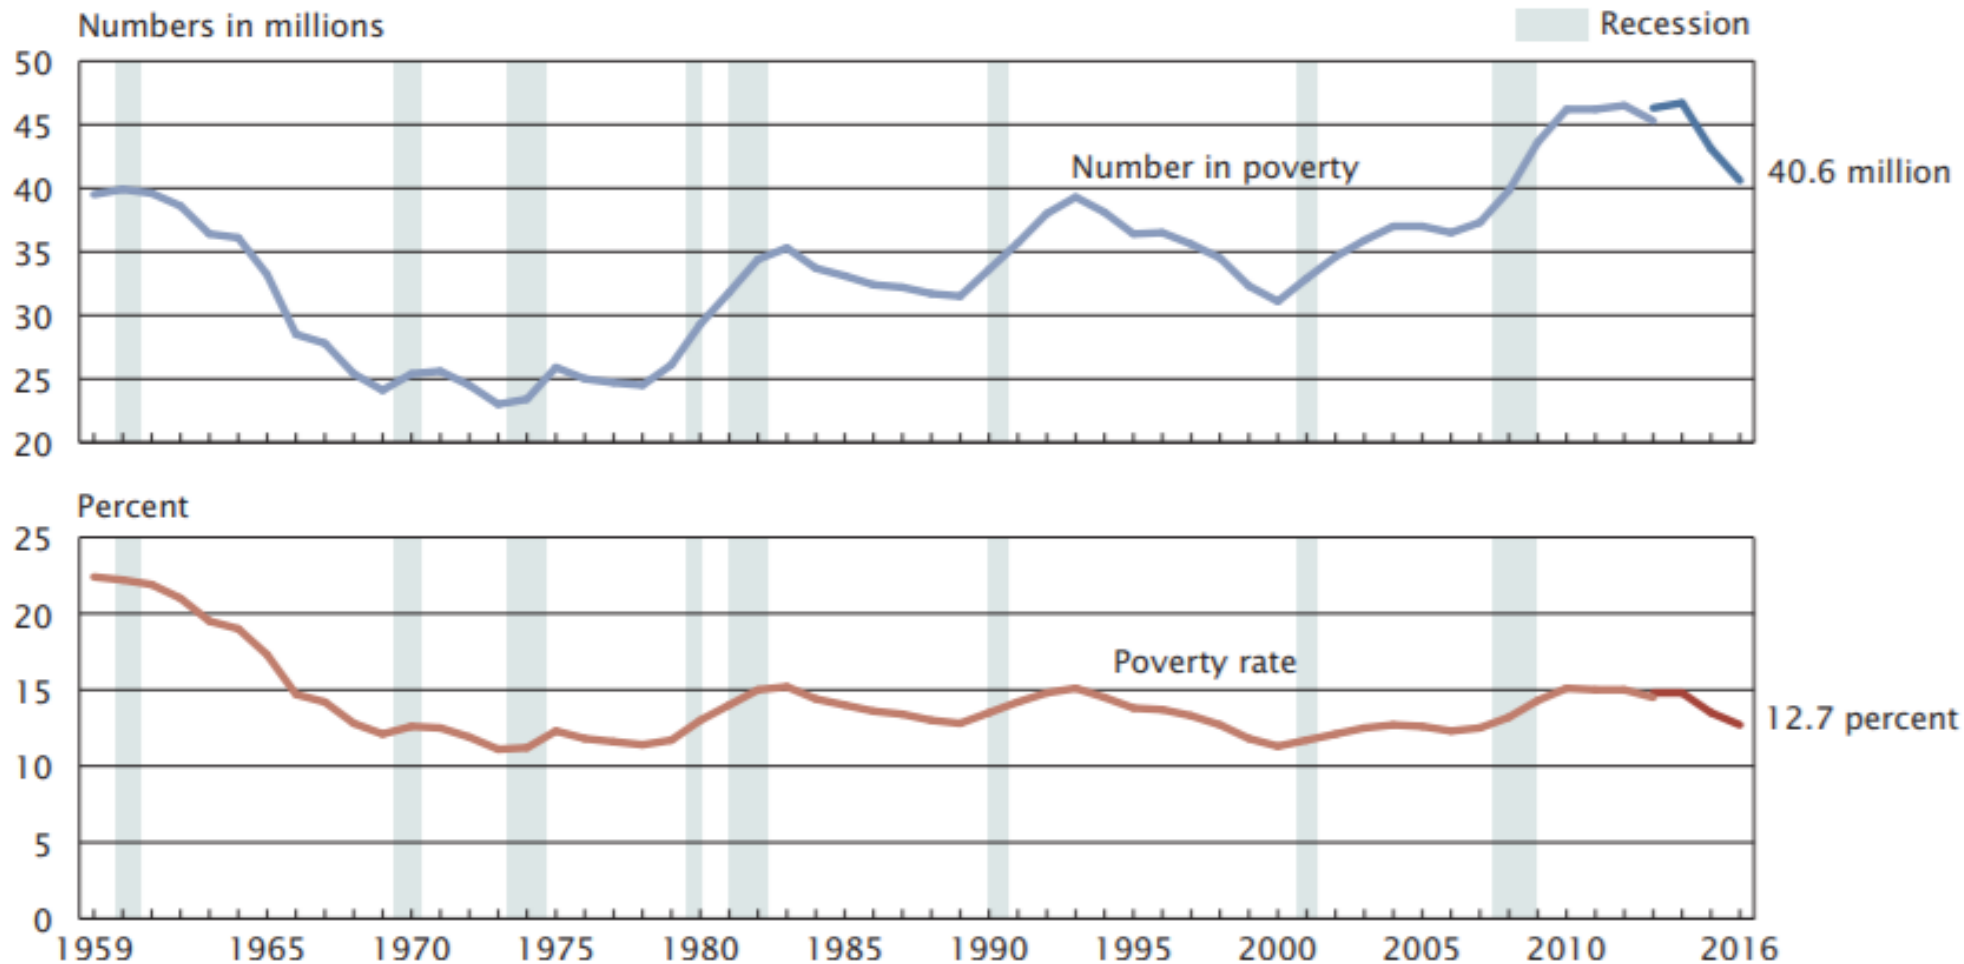 Numbers in millions
Recession
50
45
40
35
30
25
20
Number in poverty
40.6 million
Percent
25
20
15
10
5
0
Poverty rate
12.7 percent
1959 1965 1970 1975 1980 1985 1990 1995 2000 2005 2010 2016